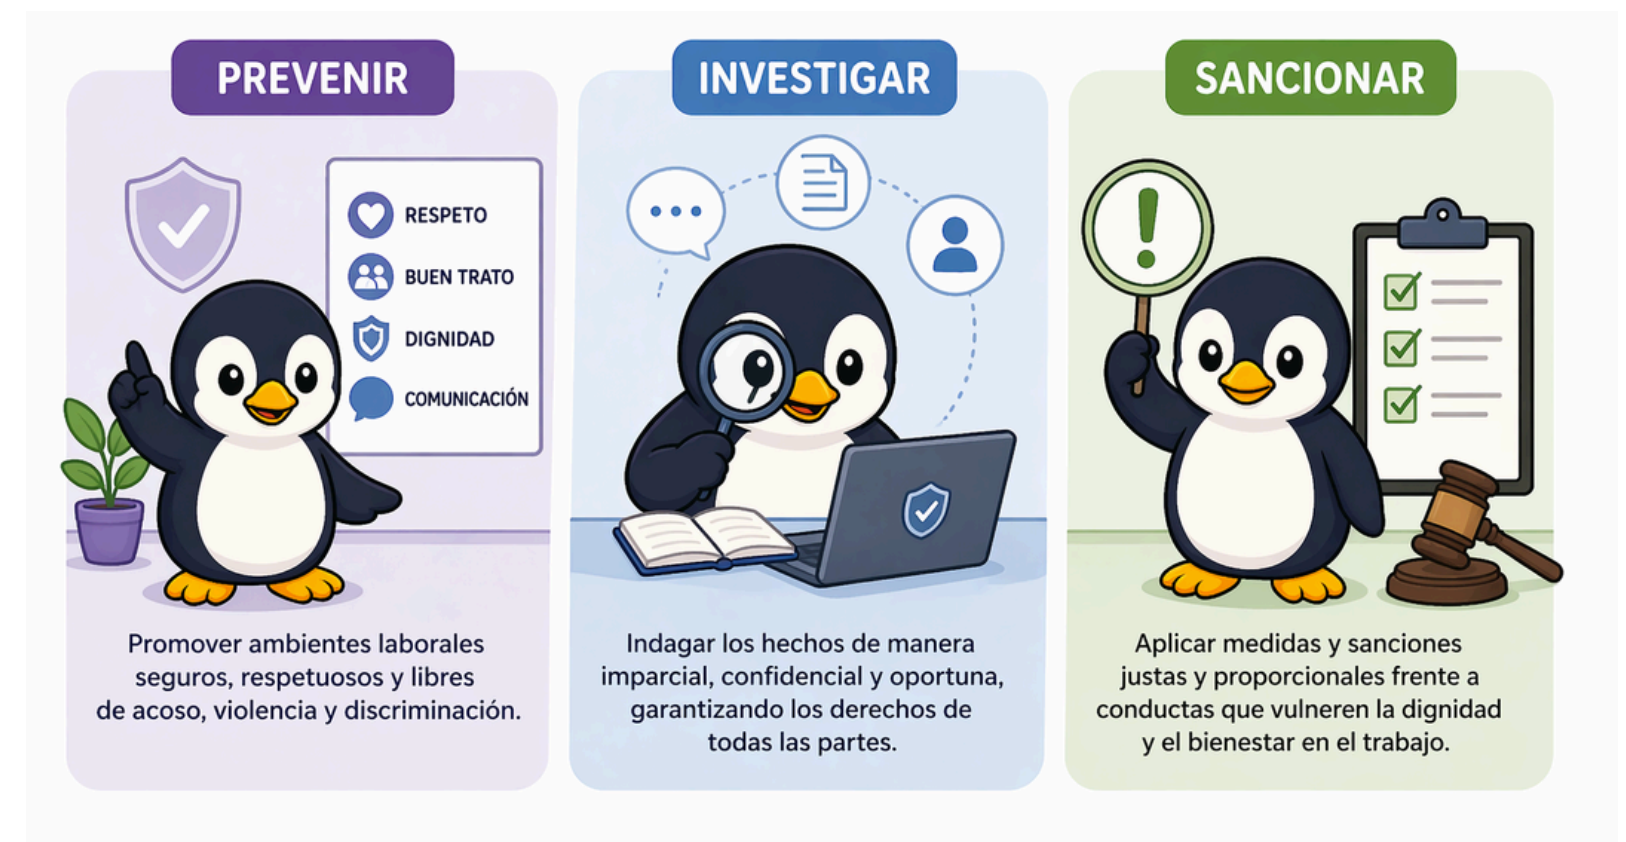 PREVENIR
RESPETO
BUEN TRATO
DIGNIDAD
COMUNICACIÓN
Promover ambientes laborales
seguros, respetuosos y libres
de acoso, violencia y discriminación.
INVESTIGAR
Indagar los hechos de manera
imparcial, confidencial y oportuna,
garantizando los derechos de
todas las partes.
SANCIONAR
Aplicar medidas y sanciones
justas y proporcionales frente a
conductas que vulneren la dignidad
y el bienestar en el trabajo.